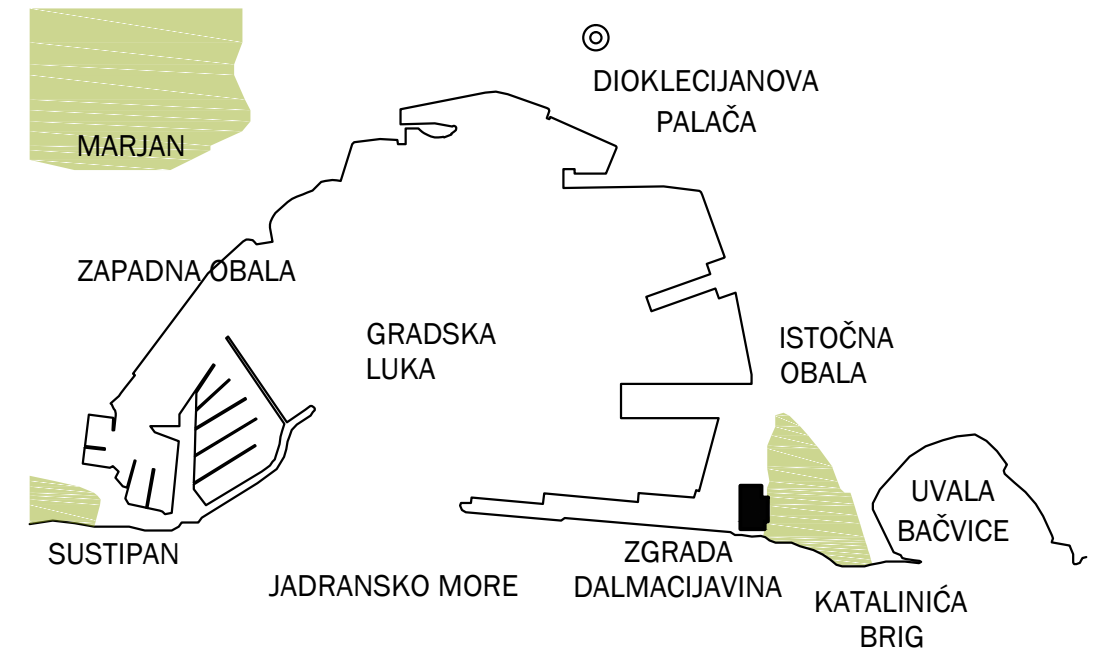 DIOKLECIJANOVA
PALAČA
MARJAN
ZAPADNA OBALA
GRADSKA
LUKA
ISTOČNA
OBALA
UVALA
BAČVICE
SUSTIPAN
JADRANSKO MORE
ZGRADA
DALMACIJAVINA
KATALINIĆA
BRIG